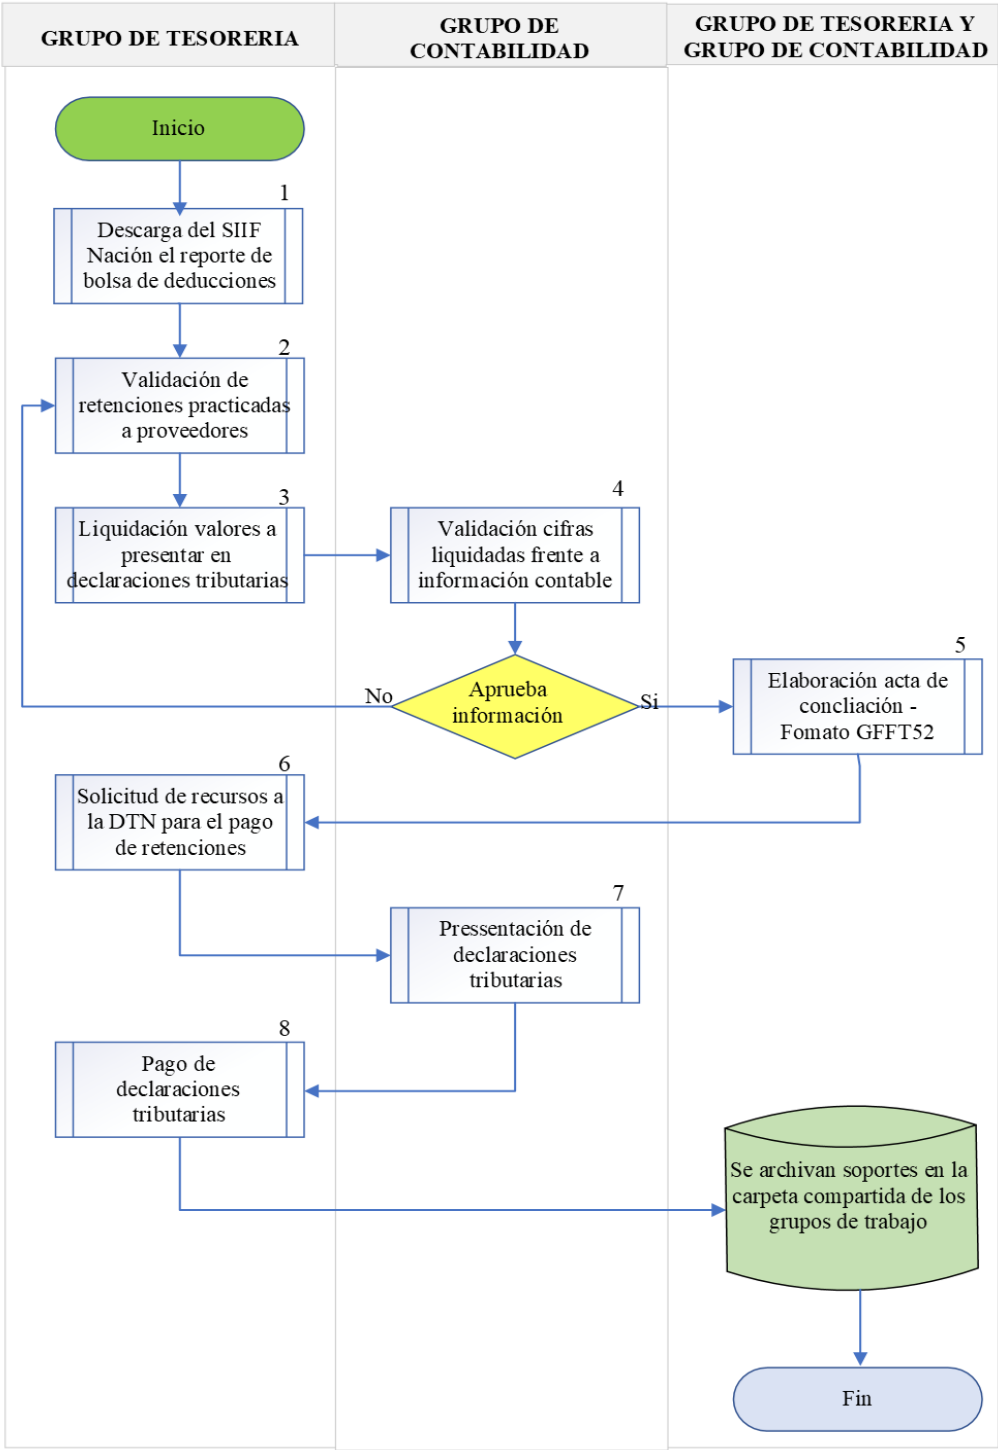 GRUPO DE TESORERIA
GRUPO DE
CONTABILIDAD
GRUPO DE TESORERIA Y
GRUPO DE CONTABILIDAD
Inicio
1
Descarga del SIIF
Nación el reporte de
bolsa de deducciones
2
Validación de
retenciones practicadas
a proveedores
3
Liquidación valores a
presentar en
declaraciones tributarias
4
Validación cifras
liquidadas frente a
información contable
No
Aprueba
información
Si
5
Elaboración acta de
concliación -
Fomato GFFT52
6
Solicitud de recursos a
la DTN para el pago
de retenciones
7
Pressentación de
declaraciones
tributarias
8
Pago de
declaraciones
tributarias
Se archivan soportes en la
carpeta compartida de los
grupos de trabajo
Fin